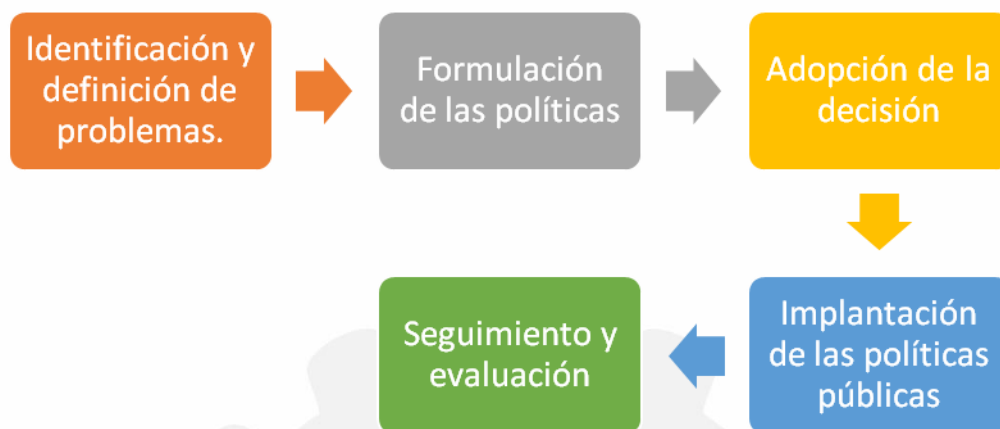 Identificación y
definición de
problemas.
Formulación
de las políticas
Adopción de la
decisión
Implantación
de las políticas
públicas
Seguimiento y
evaluación